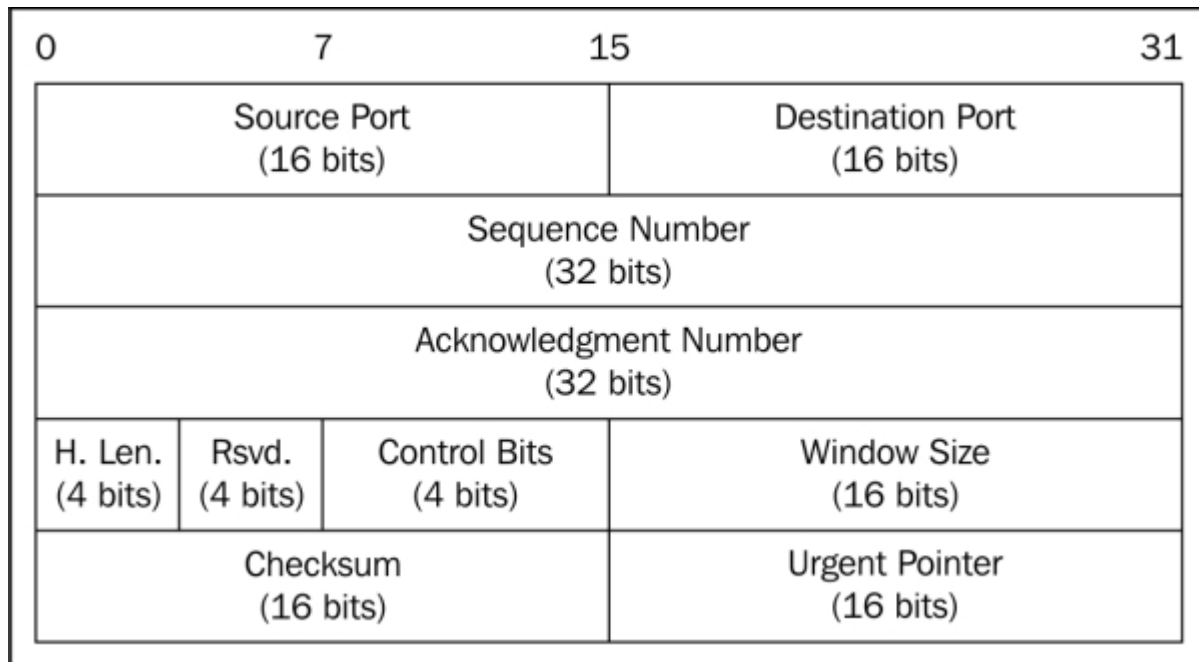 0 7 15 31
Source Port
(16 bits)
Destination Port
(16 bits)
Sequence Number
(32 bits)
Acknowledgment Number
(32 bits)
H. Len.
(4 bits)
Rsvd.
(4 bits)
Control Bits
(4 bits)
Window Size
(16 bits)
Checksum
(16 bits)
Urgent Pointer
(16 bits)